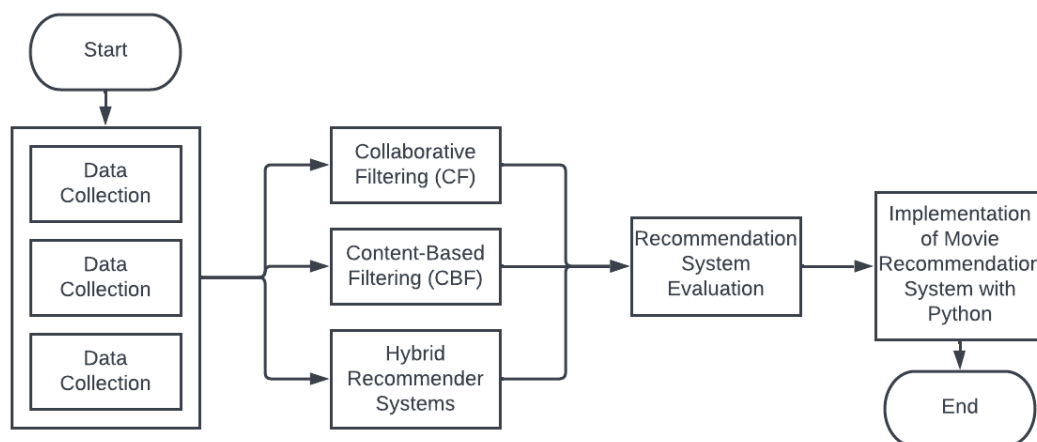 Start
Data
Collection
Data
Collection
Data
Collection
Collaborative
Filtering (CF)
Content-Based
Filtering (CBF)
Hybrid
Recommender
Systems
Recommendation
System
Evaluation
Implementation
of Movie
Recommendation
System with
Python
End